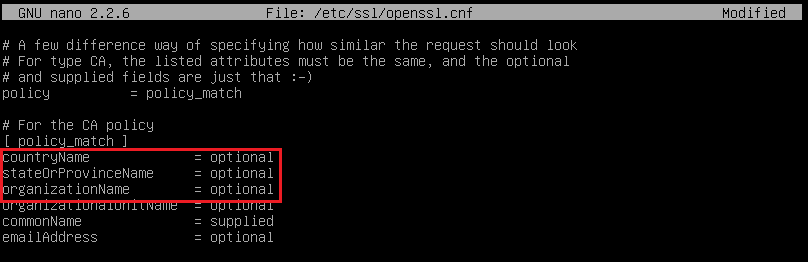 GNU nano 2.2.6 File: /etc/ssl/openssl.cnf Modified
# A few difference way of specifying how similar the request should look
# For type CA, the listed attributes must be the same, and the optional
# and supplied fields are just that :-)
policy = policy_match
# For the CA policy
[ policy_match ]
countryName = optional
stateOrProvinceName = optional
organizationName = optional
organizationalUnitName = optional
commonName = supplied
emailAddress = optional